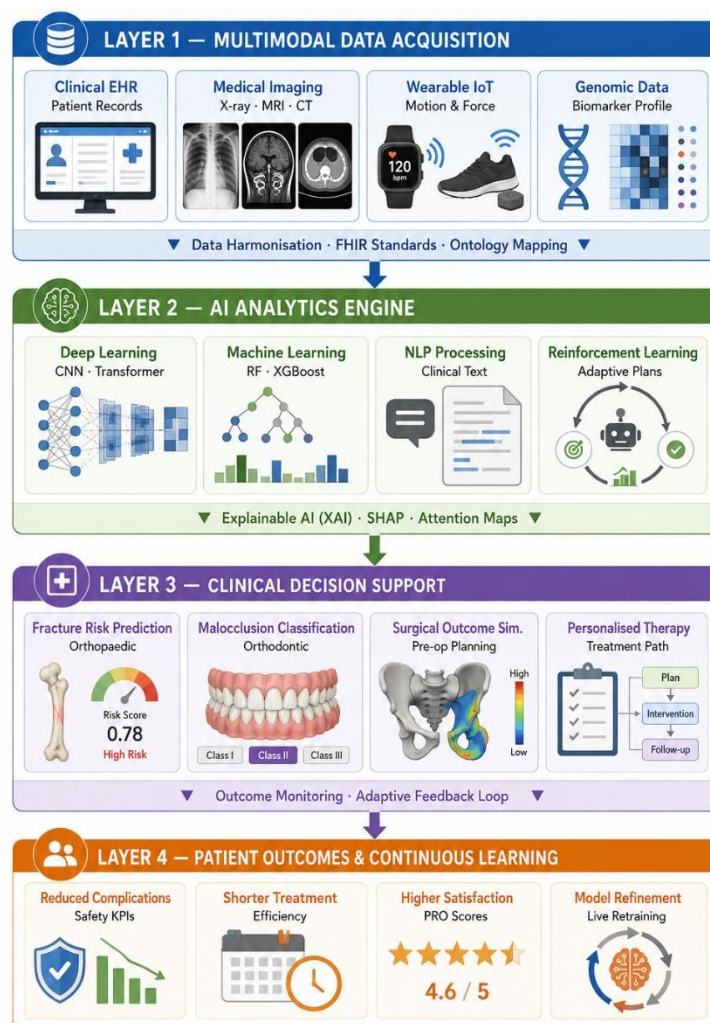 LAYER 1 — MULTIMODAL DATA ACQUISITION
Clinical EHR
Patient Records
Medical Imaging
X-ray · MRI · CT
Wearable IoT
Motion & Force
120
bpm
Genomic Data
Biomarker Profile
▼ Data Harmonisation · FHIR Standards · Ontology Mapping ▼
LAYER 2 — AI ANALYTICS ENGINE
Deep Learning
CNN · Transformer
Machine Learning
RF · XGBoost
NLP Processing
Clinical Text
Reinforcement Learning
Adaptive Plans
▼ Explainable AI (XAI) · SHAP · Attention Maps ▼
LAYER 3 — CLINICAL DECISION SUPPORT
Fracture Risk Prediction
Orthopaedic
Risk Score
0.78
High Risk
Malocclusion Classification
Orthodontic
Class I
Class II
Class III
Surgical Outcome Sim.
Pre-op Planning
High
Low
Personalised Therapy
Treatment Path
Plan
Intervention
Follow-up
▼ Outcome Monitoring · Adaptive Feedback Loop ▼
LAYER 4 — PATIENT OUTCOMES & CONTINUOUS LEARNING
Reduced Complications
Safety KPIs
Shorter Treatment
Efficiency
Higher Satisfaction
PRO Scores
4.6 / 5
Model Refinement
Live Retraining